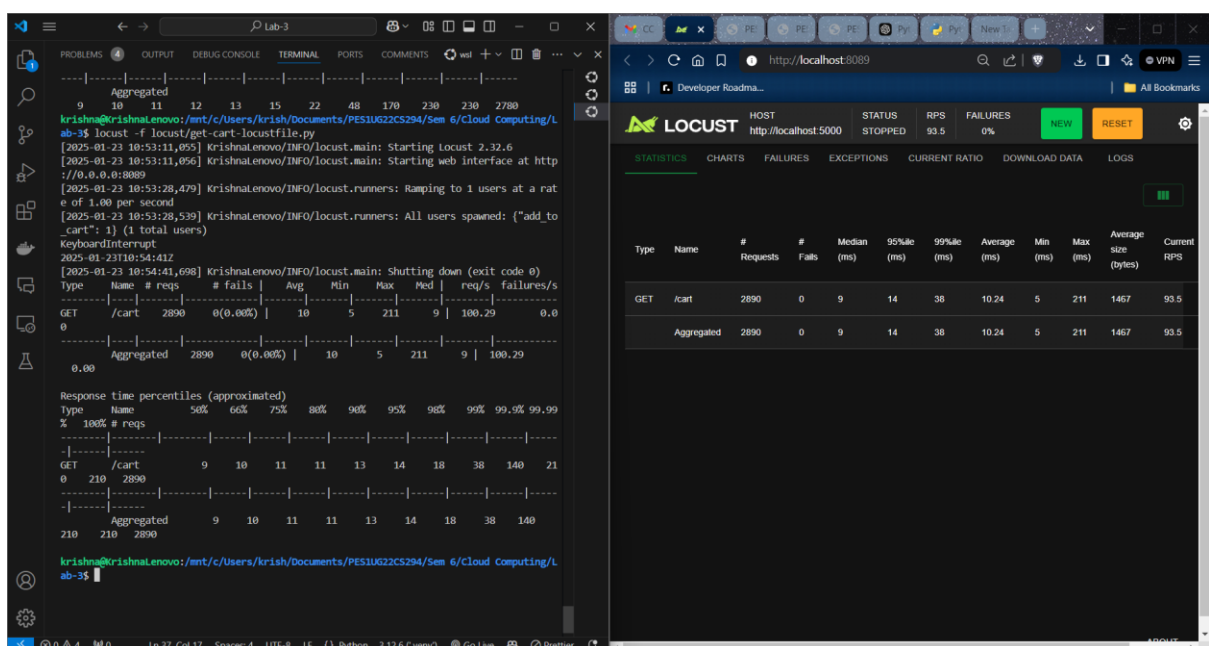 Lab-3
PROBLEMS 4 OUTPUT DEBUG CONSOLE TERMINAL PORTS COMMENTS wsl
----|------|--------|------|------|------|------|------|------|------|------
Aggregated
9 10 11 12 13 15 22 48 170 230 230 2780
krishna@KrishnaLenovo:/mnt/c/Users/krish/Documents/PES1UG22CS294/Sem 6/Cloud Computing/L
ab-3$ locust -f locust/get-cart-locustfile.py
[2025-01-23 10:53:11,055] KrishnaLenovo/INFO/locust.main: Starting Locust 2.32.6
[2025-01-23 10:53:11,056] KrishnaLenovo/INFO/locust.main: Starting web interface at http
://0.0.0.0:8089
[2025-01-23 10:53:28,479] KrishnaLenovo/INFO/locust.runners: Ramping to 1 users at a rat
e of 1.00 per second
[2025-01-23 10:53:28,539] KrishnaLenovo/INFO/locust.runners: All users spawned: {"add_to
_cart": 1} (1 total users)
KeyboardInterrupt
2025-01-23T10:54:41Z
[2025-01-23 10:54:41,698] KrishnaLenovo/INFO/locust.main: Shutting down (exit code 0)
Type Name # reqs # fails | Avg Min Max Med | req/s failures/s
--------|----|-------|-------------|-------|-------|-------|-------|--------|-----------
GET /cart 2890 0(0.00%) | 10 5 211 9 | 100.29 0.0
0
--------|----|-------|-------------|-------|-------|-------|-------|--------|-----------
Aggregated 2890 0(0.00%) | 10 5 211 9 | 100.29
0.00
Response time percentiles (approximated)
Type Name 50% 66% 75% 80% 90% 95% 98% 99% 99.9% 99.99
% 100% # reqs
--------|--------|--------|------|------|------|------|------|------|------|------|-----
-|------|------
GET /cart 9 10 11 11 13 14 18 38 140 21
0 210 2890
--------|--------|--------|------|------|------|------|------|------|------|------|-----
-|------|------
Aggregated 9 10 11 11 13 14 18 38 140
210 210 2890
krishna@KrishnaLenovo:/mnt/c/Users/krish/Documents/PES1UG22CS294/Sem 6/Cloud Computing/L
ab-3$
CC PE PE PE Py Py New
http://localhost:8089 VPN
Developer Roadma... All Bookmarks
LOCUST
HOST STATUS RPS FAILURES
http://localhost:5000 STOPPED 93.5 0%
NEW RESET
STATISTICS CHARTS FAILURES EXCEPTIONS CURRENT RATIO DOWNLOAD DATA LOGS
Type Name # Requests # Fails Median (ms) 95%ile (ms) 99%ile (ms) Average (ms) Min (ms) Max (ms) Average size (bytes) Current RPS
GET /cart 2890 0 9 14 38 10.24 5 211 1467 93.5
Aggregated 2890 0 9 14 38 10.24 5 211 1467 93.5